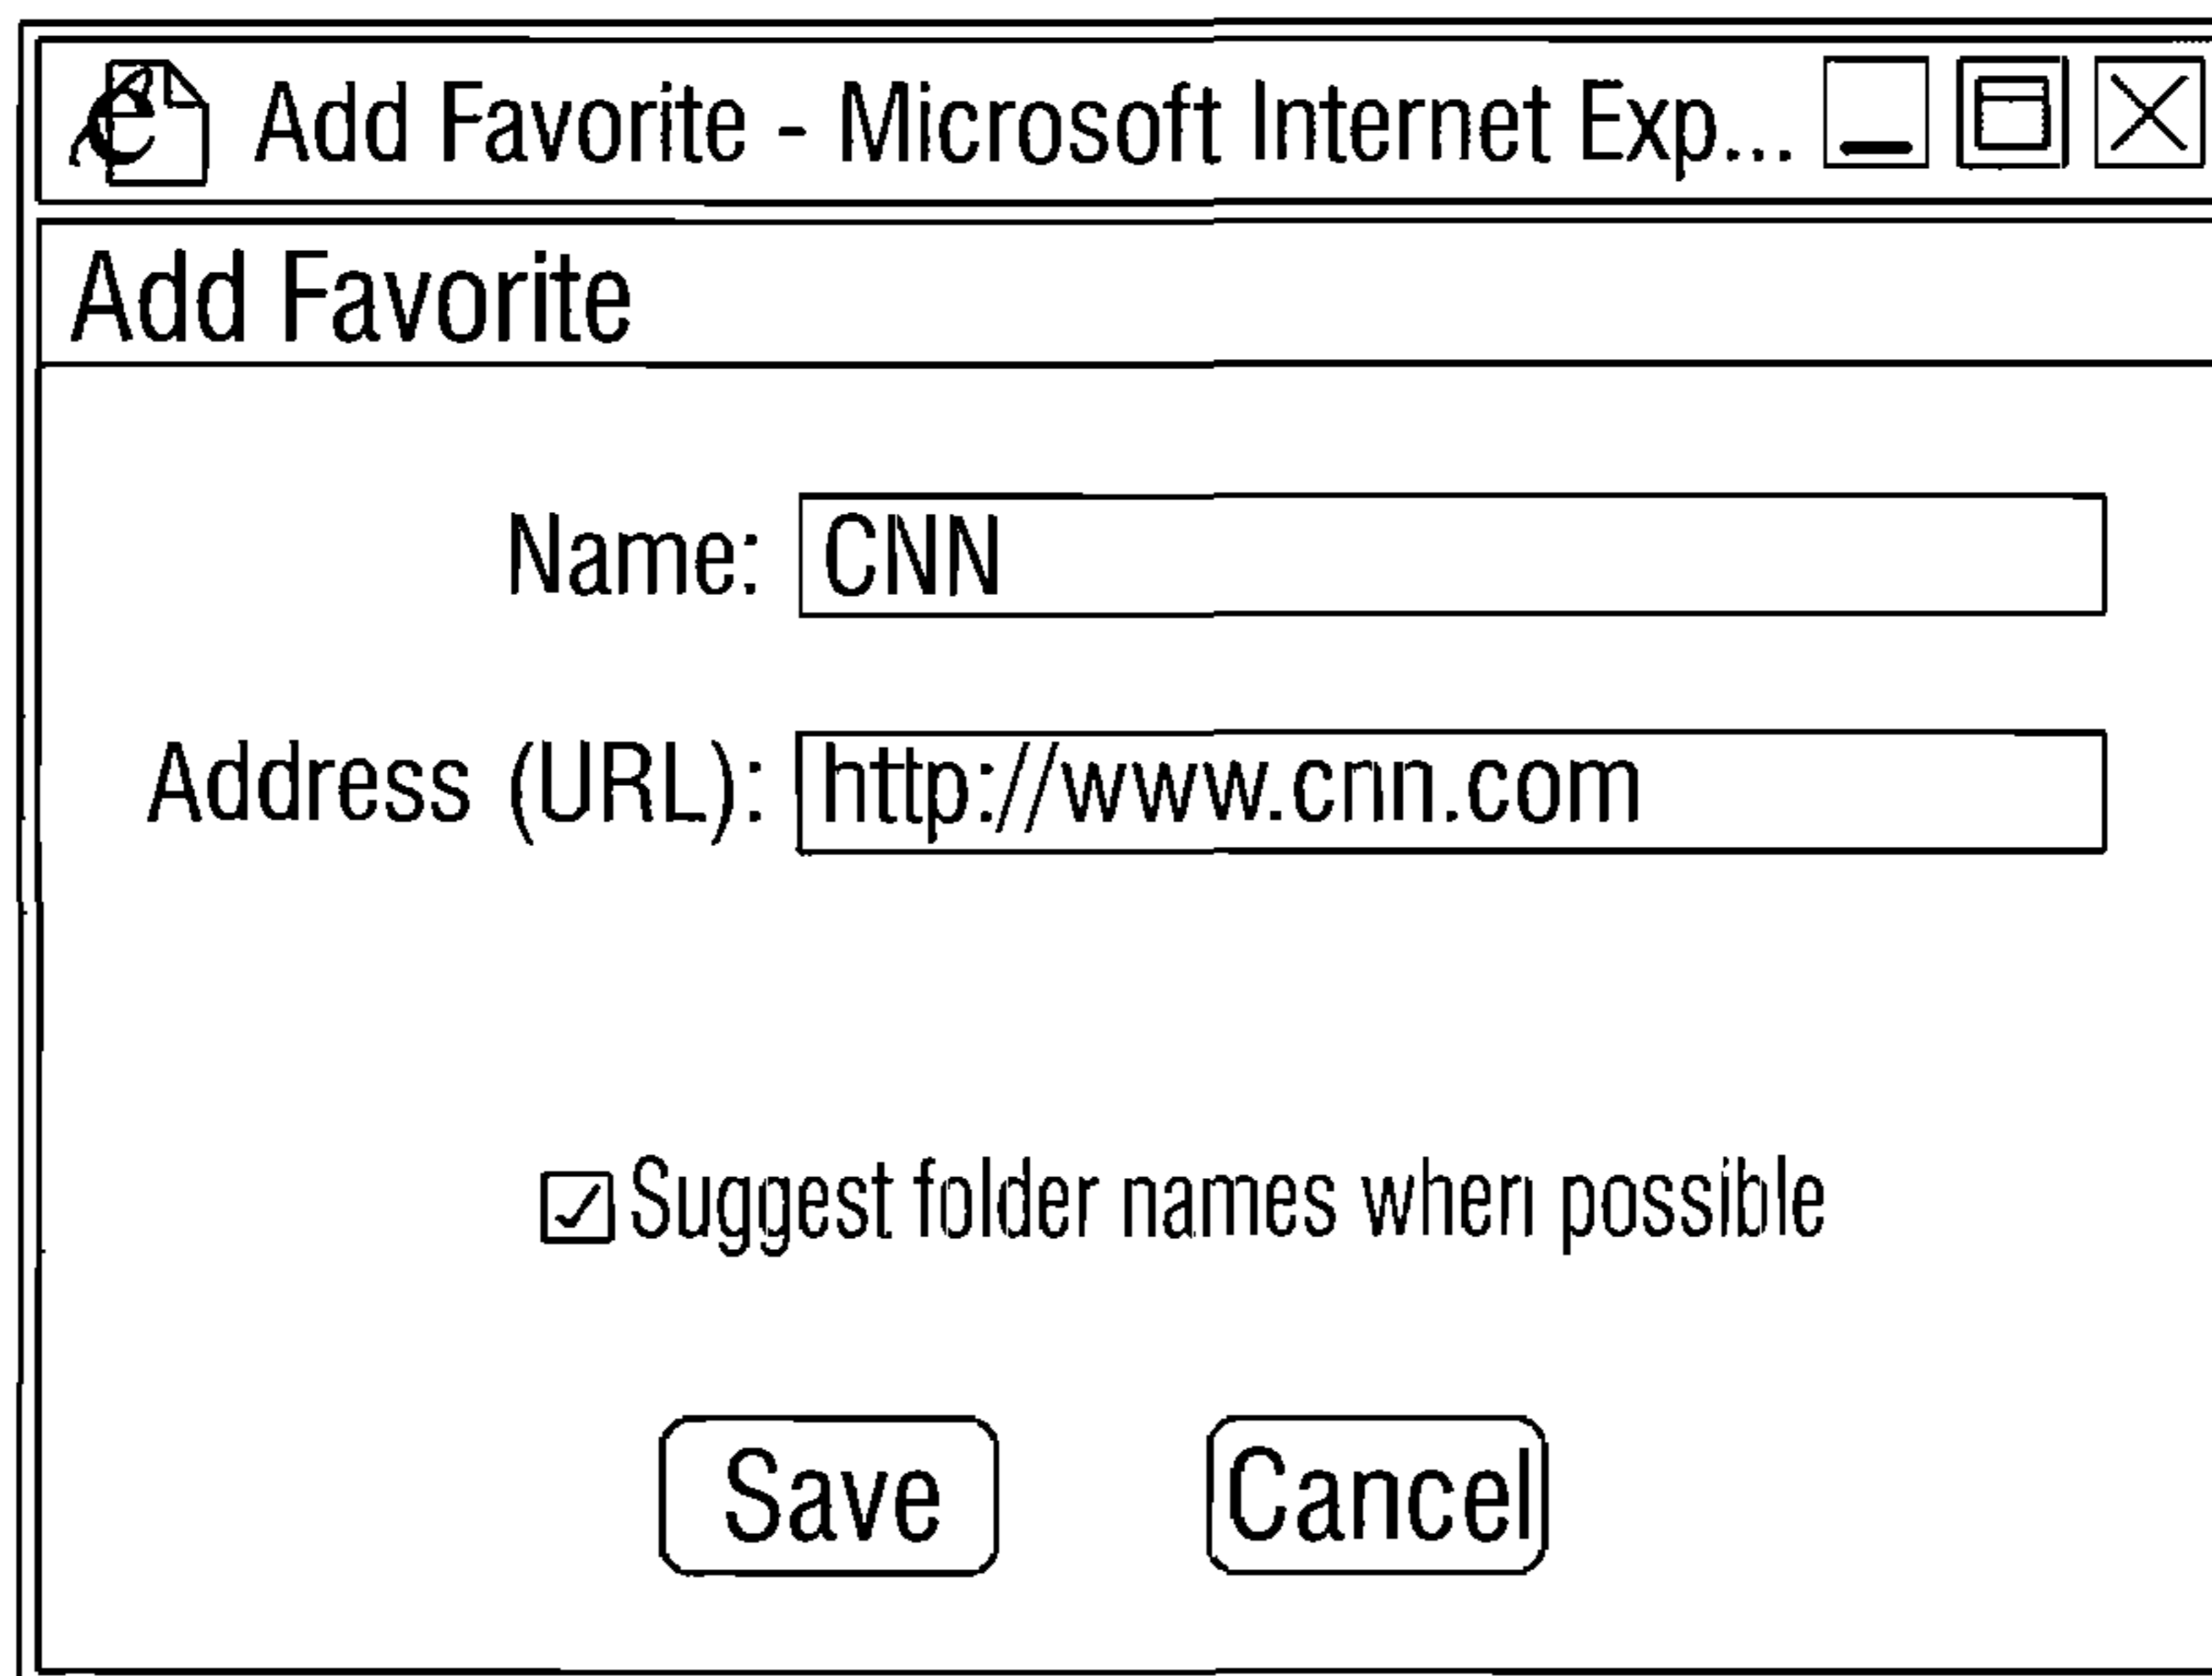 Add Favorite - Microsoft Internet Exp...
Add Favorite
Name: CNN
Address (URL): http://www.cnn.com
Suggest folder names when possible
Save Cancel